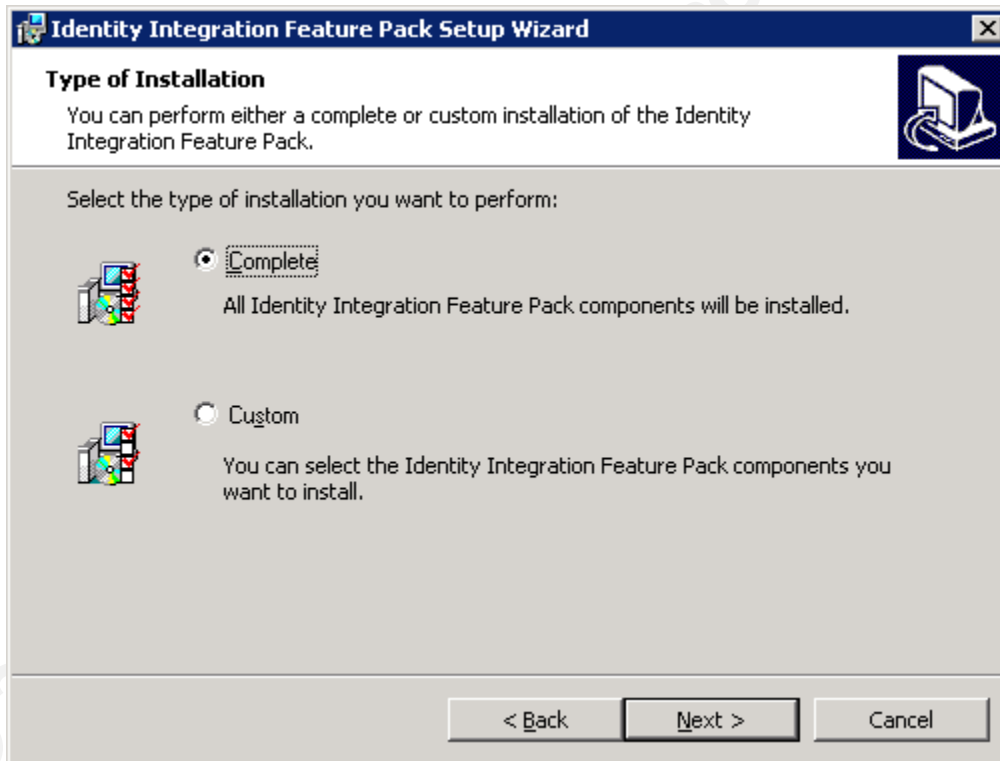 Identity Integration Feature Pack Setup Wizard
Type of Installation
You can perform either a complete or custom installation of the Identity
Integration Feature Pack.
Select the type of installation you want to perform:
Complete
All Identity Integration Feature Pack components will be installed.
Custom
You can select the Identity Integration Feature Pack components you
want to install.
< Back
Next >
Cancel